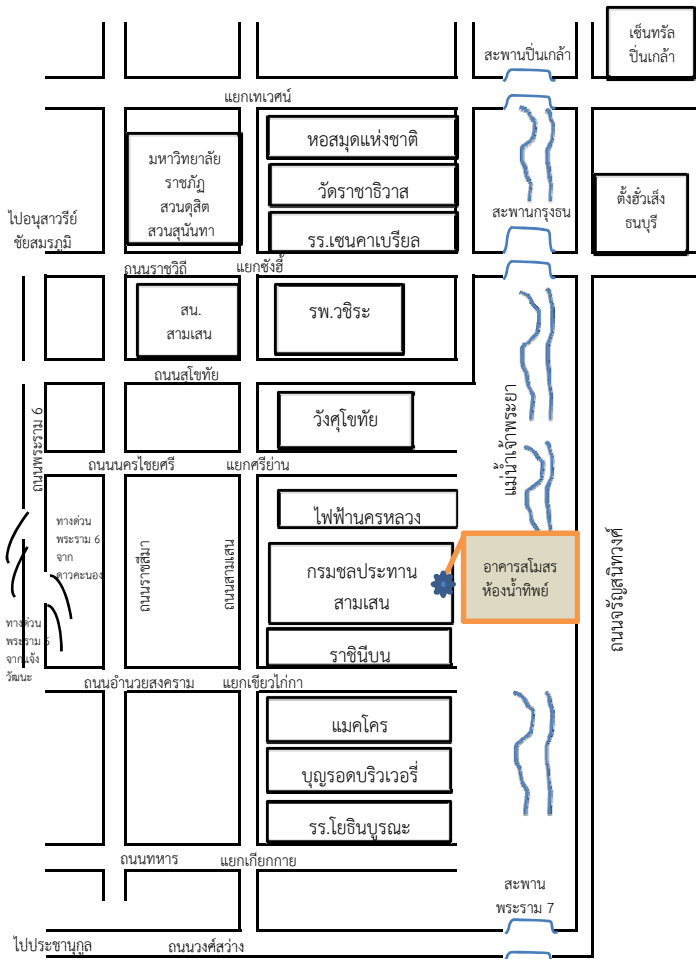 เซ็นทรัล
ปิ่นเกล้า
สะพานปิ่นเกล้า
แยกเทเวศน์
หอสมุดแห่งชาติ
มหาวิทยาลัย
ราชภัฏ
สวนดุสิต
สวนสุนันทา
วัดราชาธิวาส
ตั้งฮั่วเส็ง
ธนบุรี
ไปอนุสาวรีย์
ชัยสมรภูมิ
สะพานกรุงธน
รร.เซนคาเบรียล
ถนนราชวิถี
แยกซังฮี้
สน.
สามเสน
รพ.วชิระ
ถนนสุโขทัย
วังศุโขทัย
ถนนพระราม 6
แม่น้ำเจ้าพระยา
ถนนนครไชยศรี
แยกศรีย่าน
ไฟฟ้านครหลวง
ทางด่วน
พระราม 6
จาก
ดาวคะนอง
ถนนราชสีมา
ถนนสามเสน
กรมชลประทาน
สามเสน
อาคารสโมสร
ห้องน้ำทิพย์
ถนนจรัญสนิทวงศ์
ทางด่วน
พระราม 6
จากแจ้ง
วัฒนะ
ราชินีบน
ถนนอำนวยสงคราม
แยกเขียวไก่กา
แมคโคร
บุญรอดบริวเวอรี่
รร.โยธินบูรณะ
ถนนทหาร
แยกเกียกกาย
สะพาน
พระราม 7
ไปประชานุกูล
ถนนวงศ์สว่าง